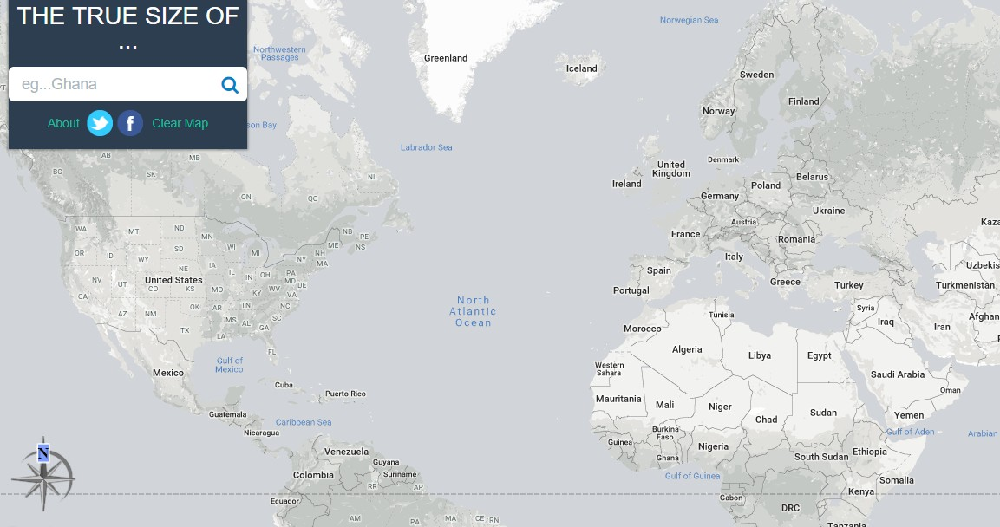 THE TRUE SIZE OF
...
eg...Ghana
About
Clear Map
Northwestern
Passages
Greenland
Iceland
Norwegian Sea
Sweden
Finland
Norway
son Bay
Labrador Sea
AB
MB
BC
SK
NL
ON
QC
Denmark
United
Kingdom
Ireland
Belarus
Poland
Germany
Ukraine
Austria
Kaza
France
Romania
Italy
Spain
Uzbekis
Greece
Turkey
Turkmenistan
Portugal
WA
MT
ND
MN
NB
PE
NS
ME
OR
ID
WY
SD
WI
MI
NH
NY
MA
NE
IA
IL
IN
OH
PA
MD
DE
NV
UT
United States
CO
KS
MO
KY
WV
VA
CA
AZ
NM
OK
AR
TN
NC
SC
MS
AL
GA
TX
LA
FL
North
Atlantic
Ocean
Tunisia
Syria
Iraq
Iran
Afghan
Morocco
Algeria
Libya
Egypt
Western
Sahara
Saudi Arabia
Oman
Gulf of
Mexico
Mexico
Cuba
Puerto Rico
Mauritania
Mali
Niger
Chad
Sudan
Yemen
Guatemala
Caribbean Sea
Nicaragua
Burkina
Faso
Guinea
Ghana
Nigeria
Gulf of Aden
Arabian
South Sudan
Ethiopia
N
Venezuela
Guyana
Suriname
Colombia
RR
AP
Gulf of Guinea
Somalia
Kenya
Gabon
DRC
Ecuador
AM
PA
MA
CE
RN
Tanzania